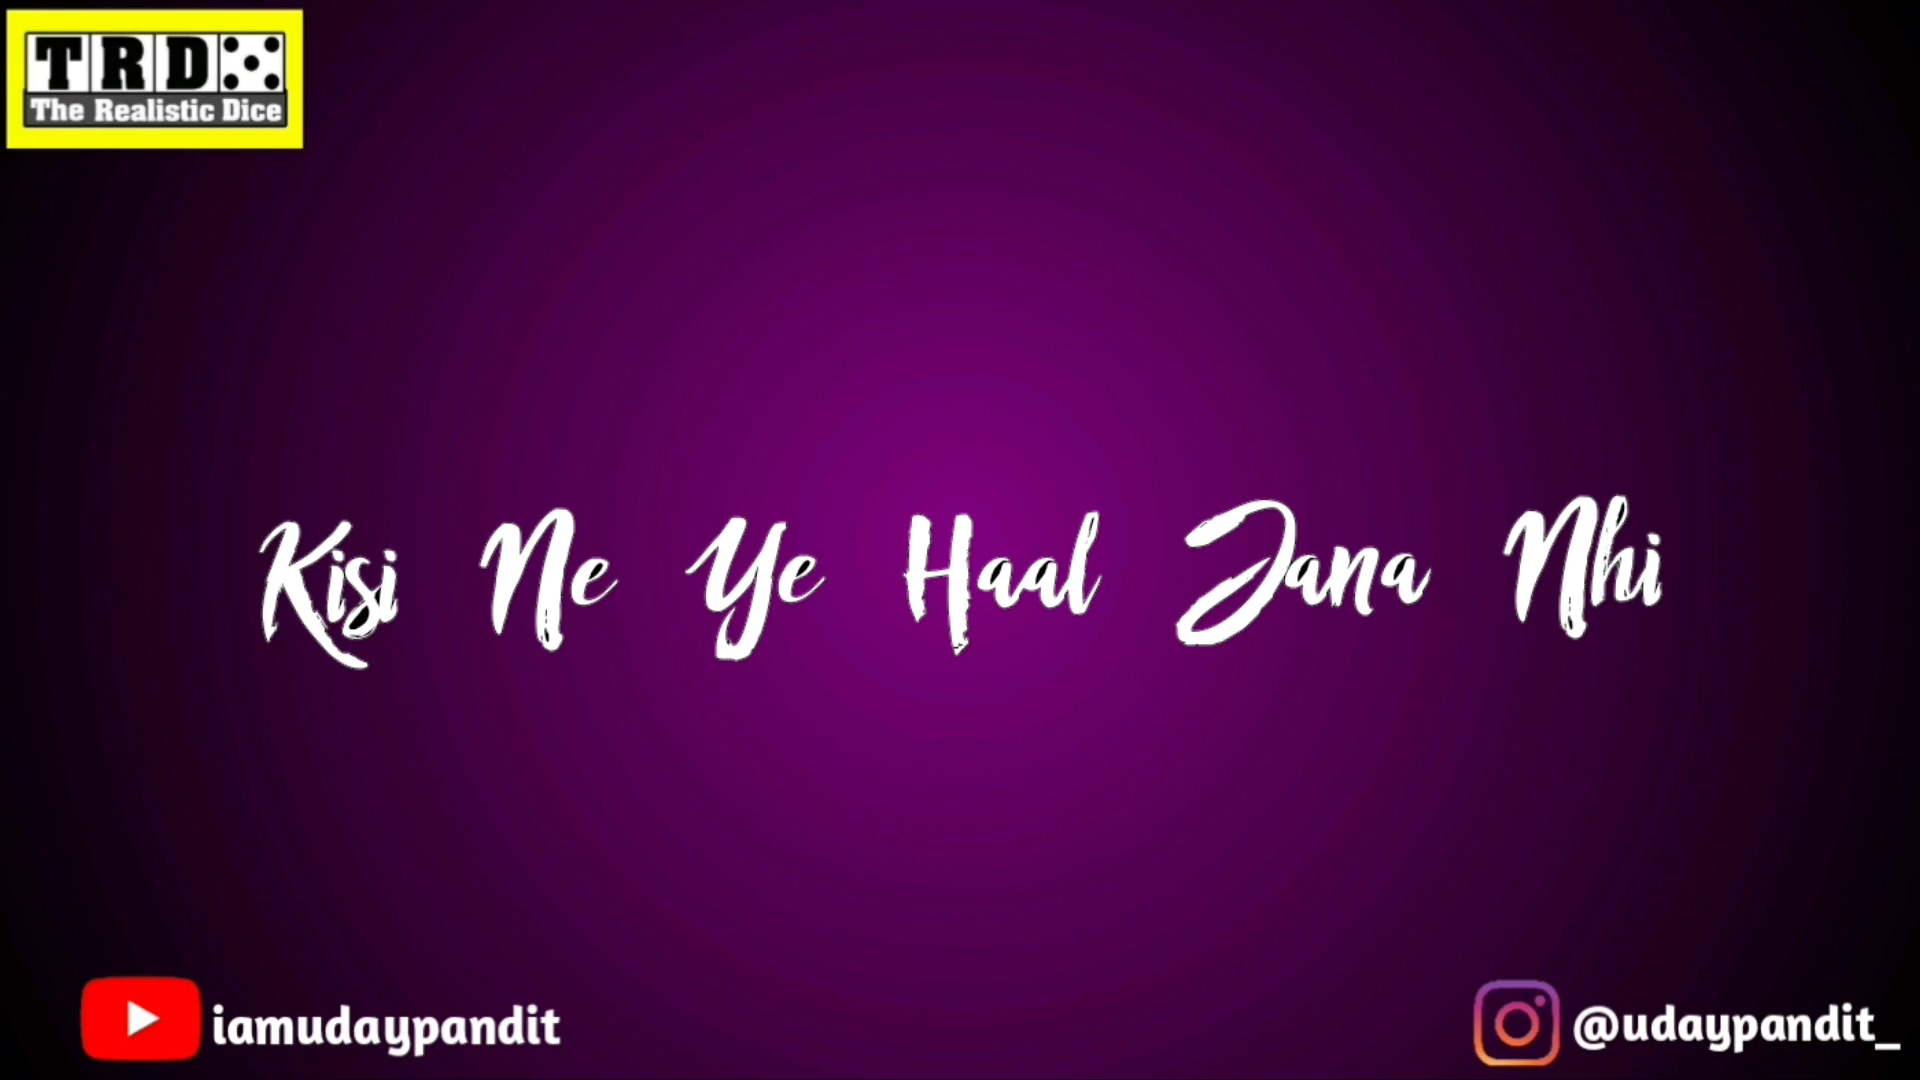 TRD
The Realistic Dice
Kisi Ne Ye Haal Jana Nhi
iamudaypandit
@udaypandit_